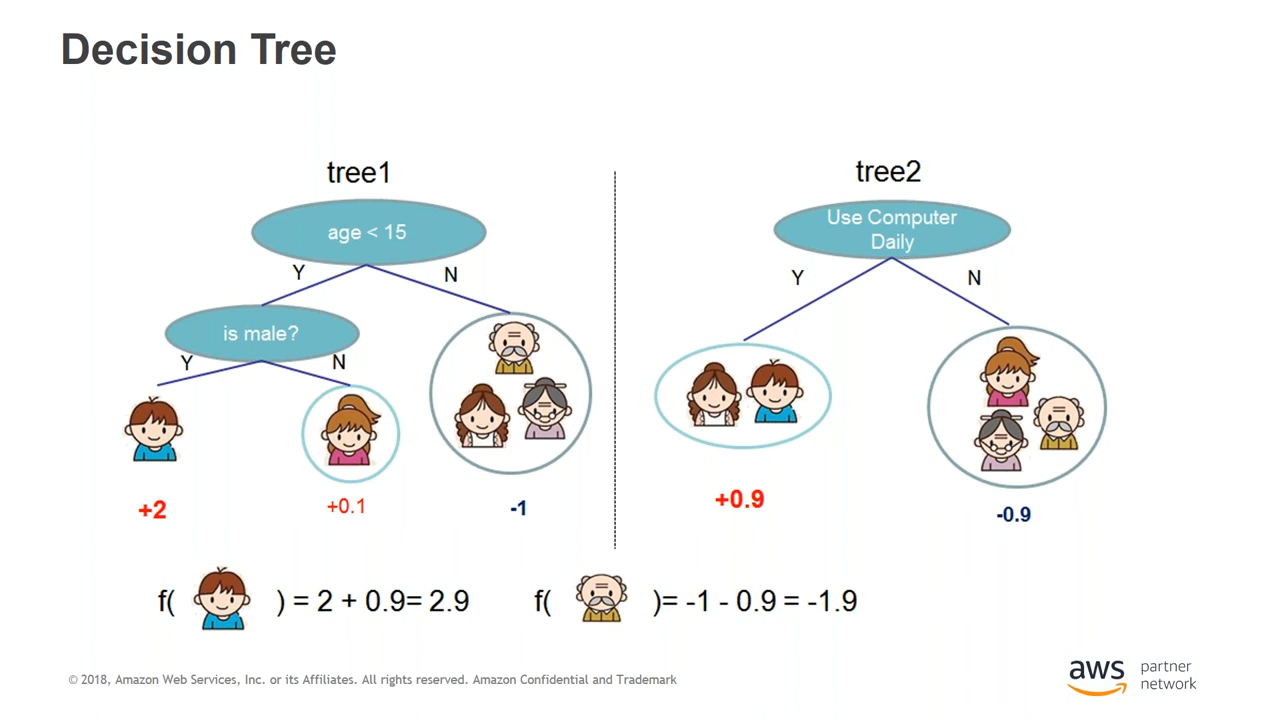 Decision Tree
tree1
age < 15
Y
N
is male?
Y
N
+2
+0.1
-1
tree2
Use Computer
Daily
Y
N
+0.9
-0.9
f( ) = 2 + 0.9= 2.9
f( )= -1 - 0.9 = -1.9
© 2018, Amazon Web Services, Inc. or its Affiliates. All rights reserved. Amazon Confidential and Trademark
aws
partner
network